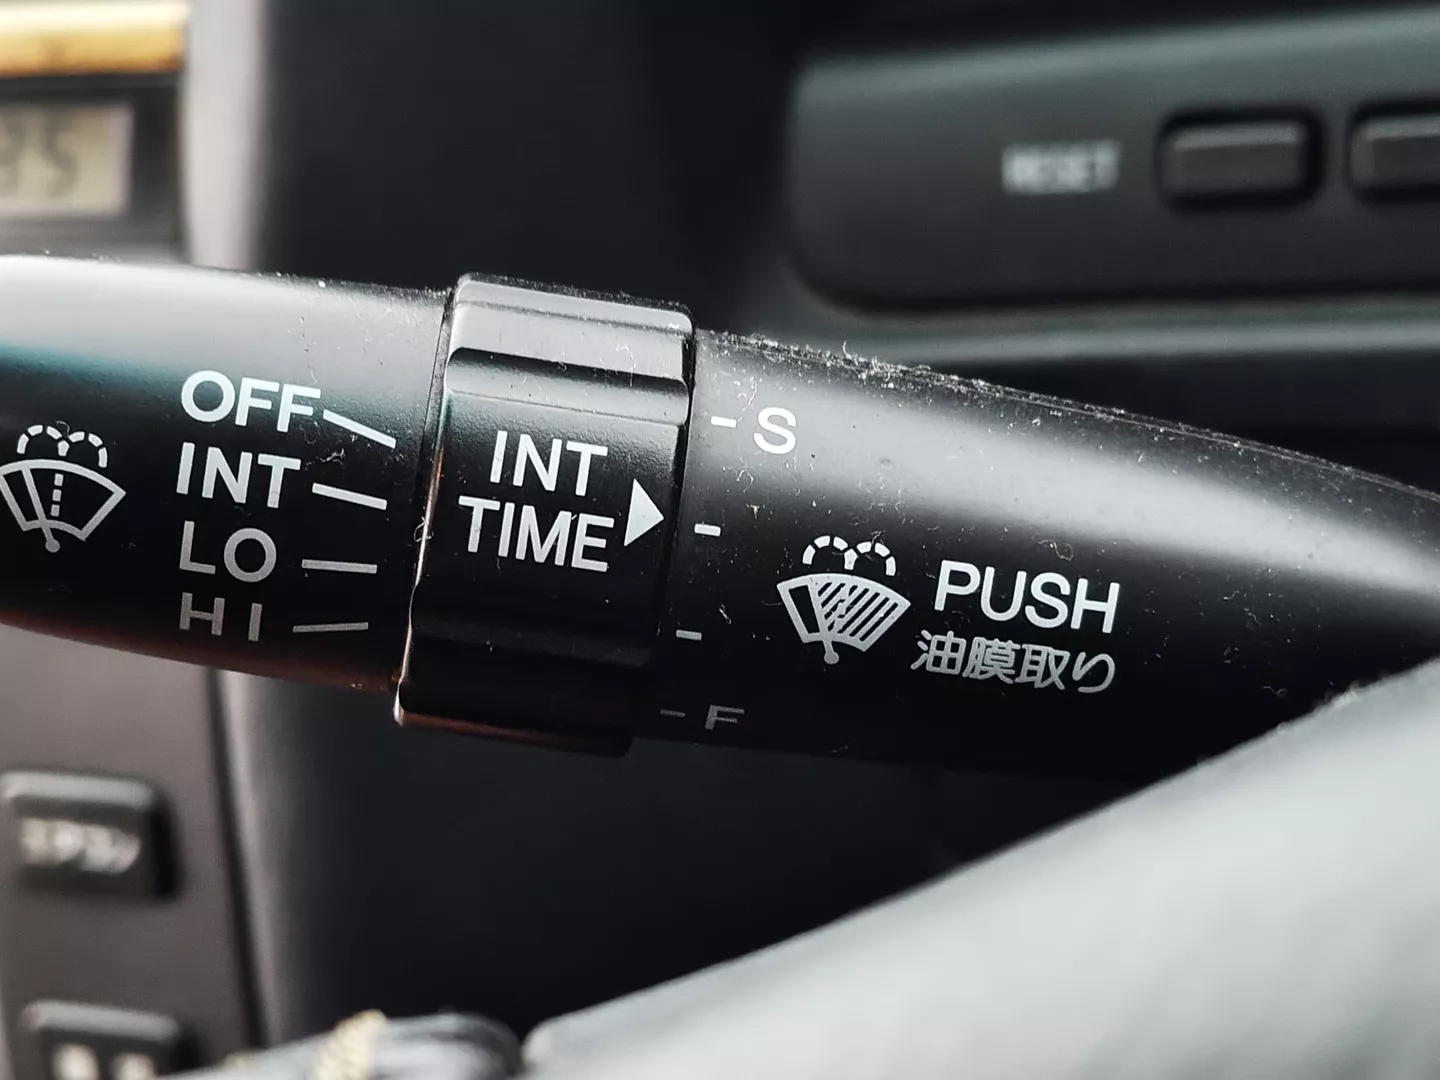 RESET
OFF
INT
LO
HI
INT
TIME
S
F
PUSH
油膜取り